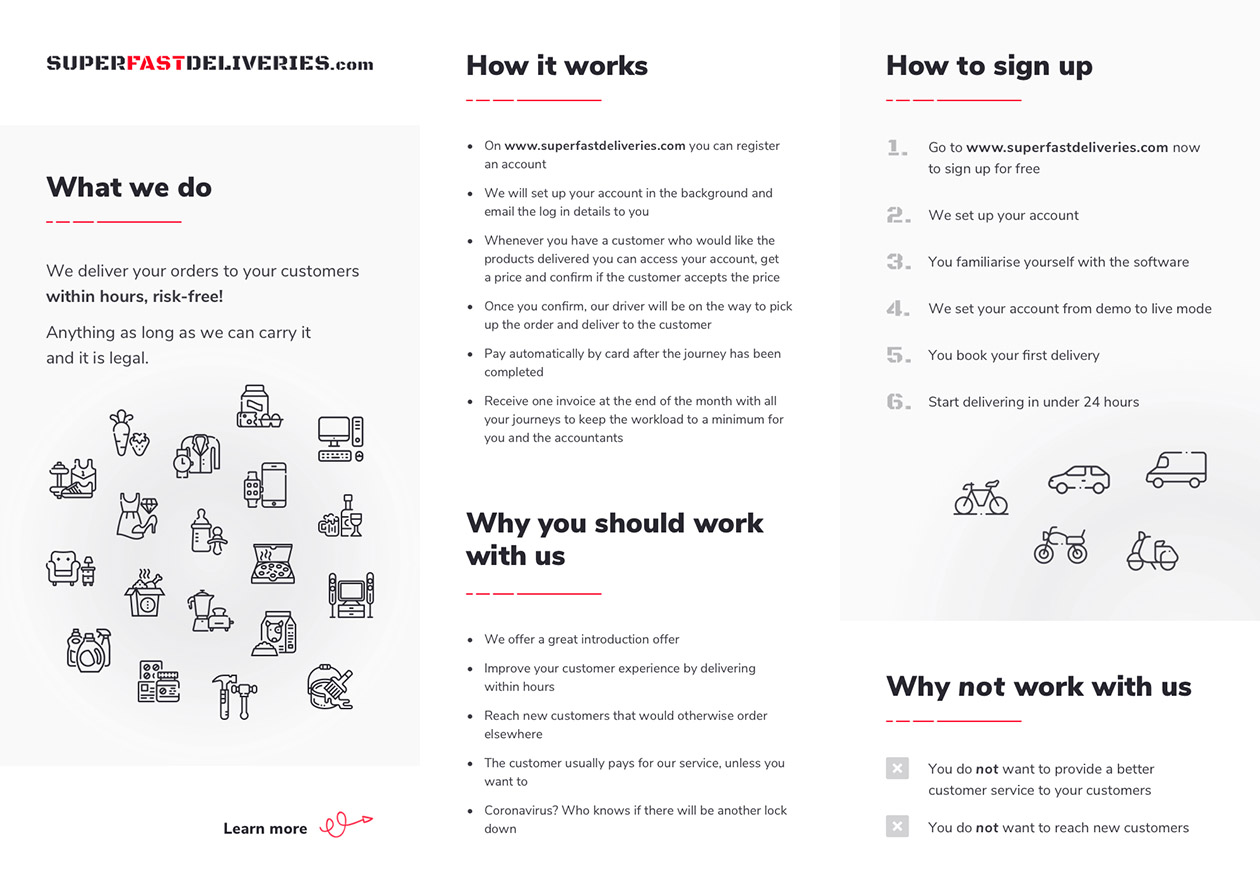 SUPERFASTDELIVERIES.com
What we do
We deliver your orders to your customers
within hours, risk-free!
Anything as long as we can carry it
and it is legal.
Learn more
How it works
• On www.superfastdeliveries.com you can register
an account
• We will set up your account in the background and
email the log in details to you
• Whenever you have a customer who would like the
products delivered you can access your account, get
a price and confirm if the customer accepts the price
• Once you confirm, our driver will be on the way to pick
up the order and deliver to the customer
• Pay automatically by card after the journey has been
completed
• Receive one invoice at the end of the month with all
your journeys to keep the workload to a minimum for
you and the accountants
Why you should work
with us
• We offer a great introduction offer
• Improve your customer experience by delivering
within hours
• Reach new customers that would otherwise order
elsewhere
• The customer usually pays for our service, unless you
want to
• Coronavirus? Who knows if there will be another lock
down
How to sign up
1. Go to www.superfastdeliveries.com now
to sign up for free
2. We set up your account
3. You familiarise yourself with the software
4. We set your account from demo to live mode
5. You book your first delivery
6. Start delivering in under 24 hours
Why not work with us
You do not want to provide a better
customer service to your customers
You do not want to reach new customers